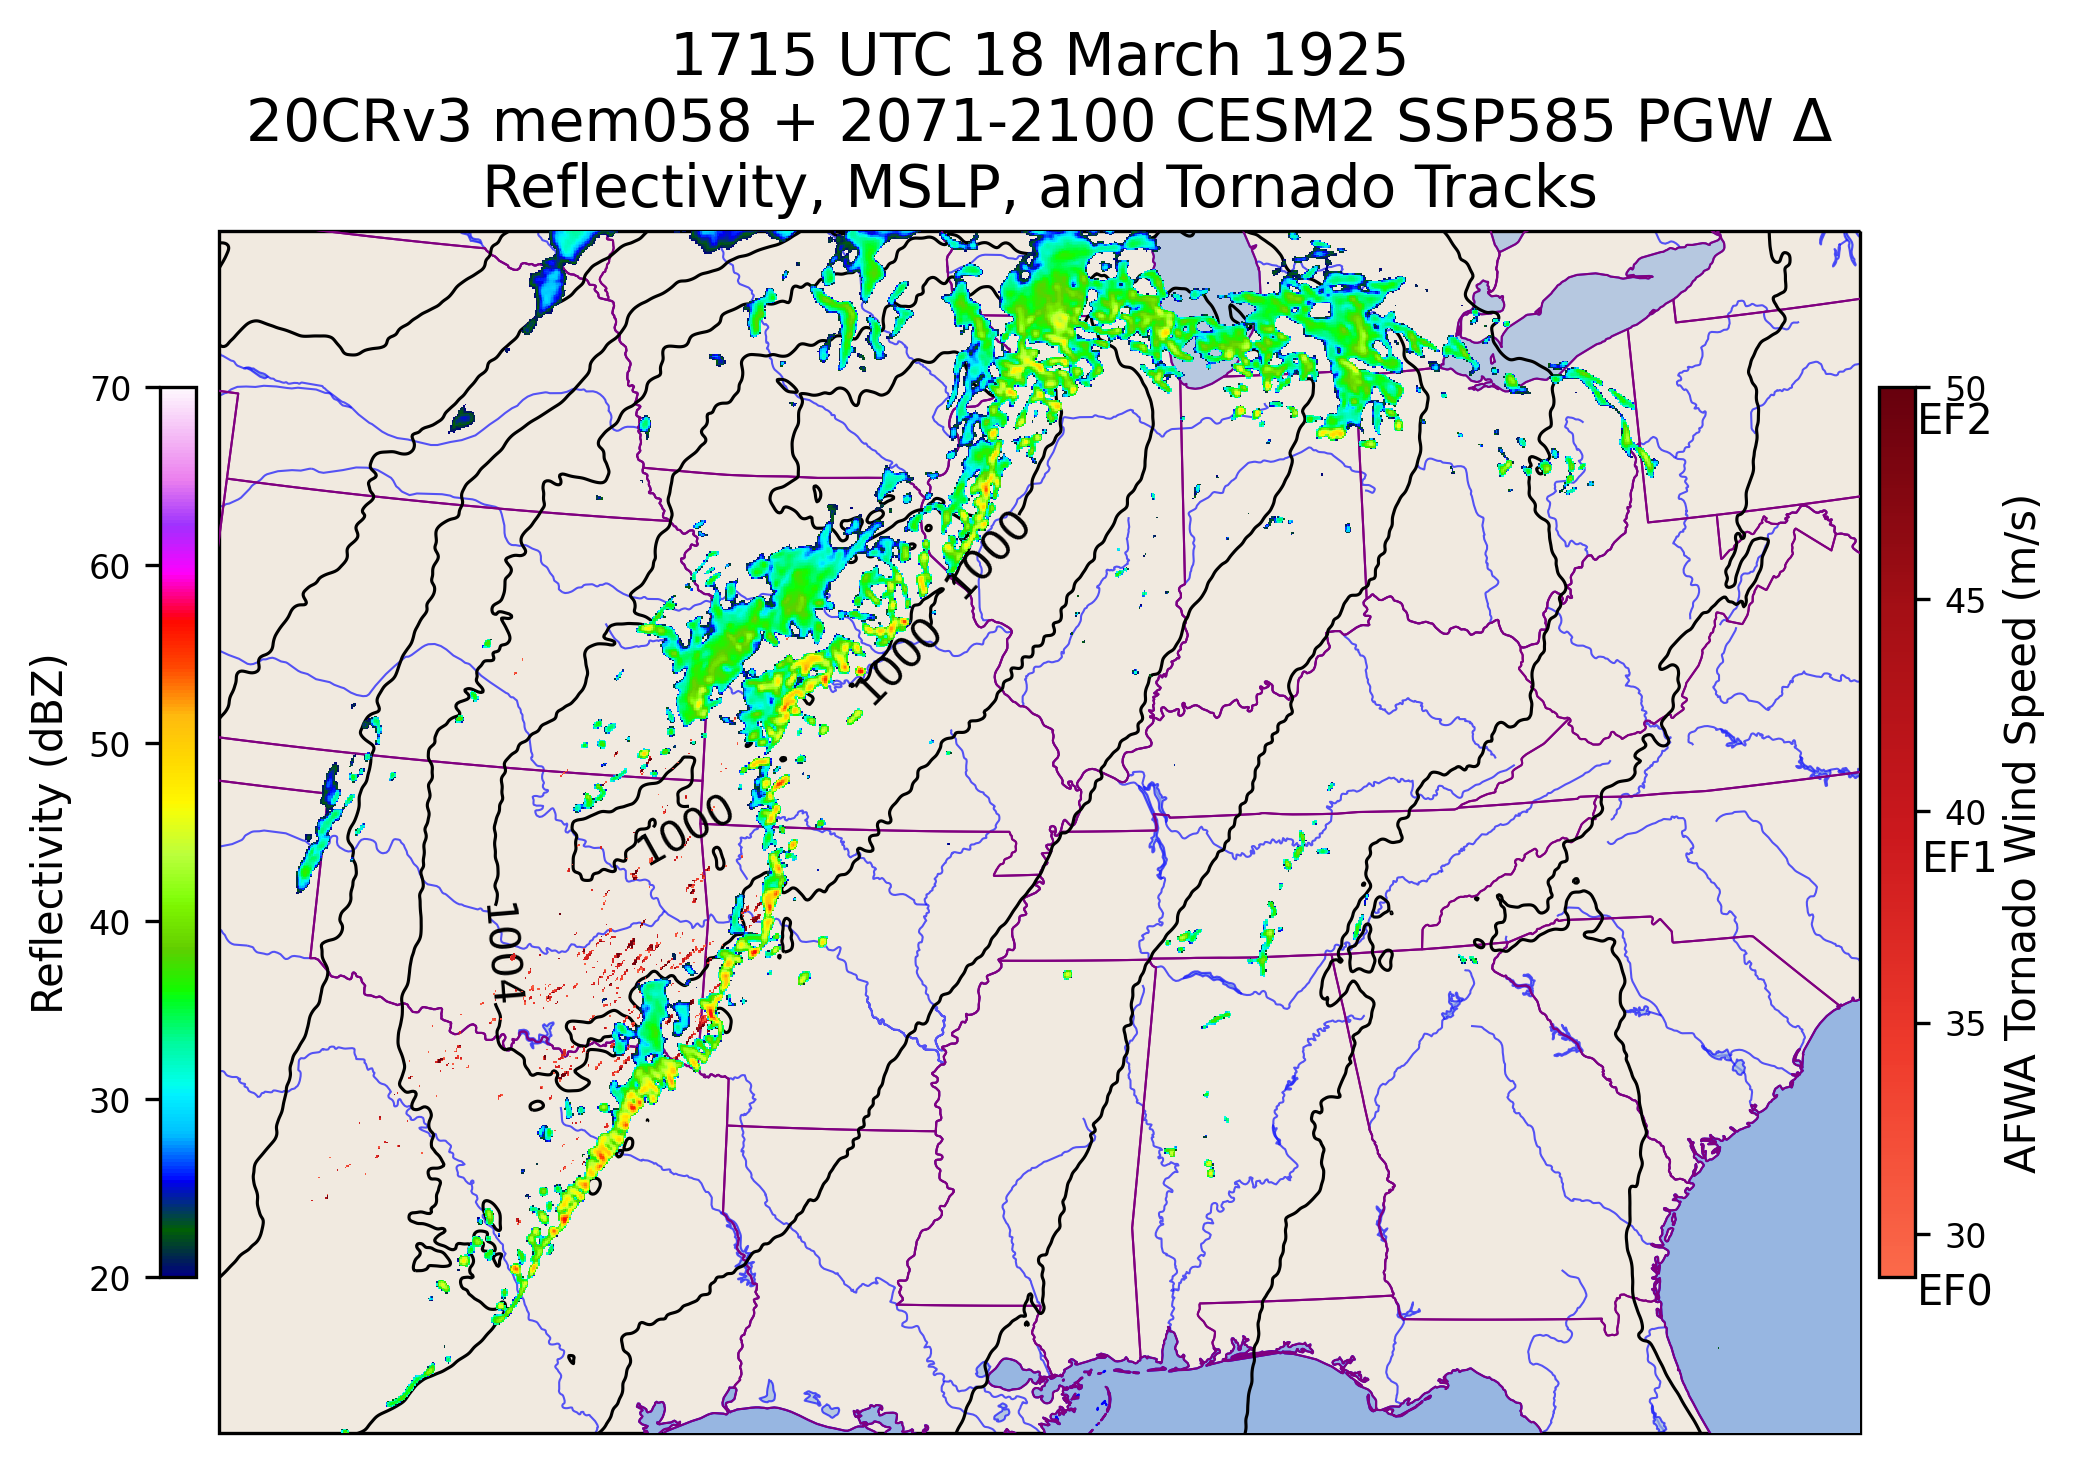 1715 UTC 18 March 1925
20CRv3 mem058 + 2071-2100 CESM2 SSP585 PGW Δ
Reflectivity, MSLP, and Tornado Tracks
Reflectivity (dBZ)
70
60
50
40
30
20
1000
1000
1000
1004
50
EF2
45
40
EF1
35
30
EF0
AFWA Tornado Wind Speed (m/s)